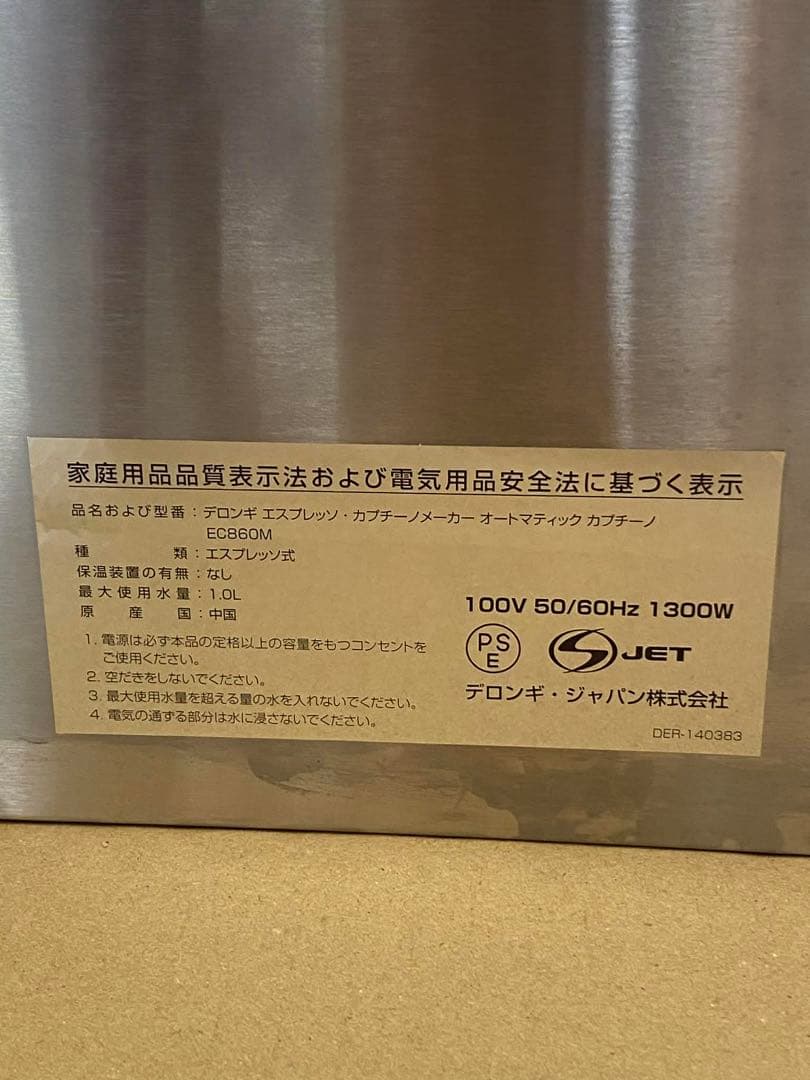 家庭用品品質表示法および電気用品安全法に基づく表示
品名および型番：デロンギ エスプレッソ・カプチーノメーカー オートマティック カプチーノ
EC860M
種類：エスプレッソ式
保温装置の有無：なし
最大使用水量：1.0L
原産国：中国
1. 電源は必ず本品の定格以上の容量をもつコンセントを
ご使用ください。
2. 空だきをしないでください。
3. 最大使用水量を超える量の水を入れないでください。
4. 電気の通ずる部分は水に浸さないでください。
100V 50/60Hz 1300W
PS
E
JET
デロンギ・ジャパン株式会社
DER-140383